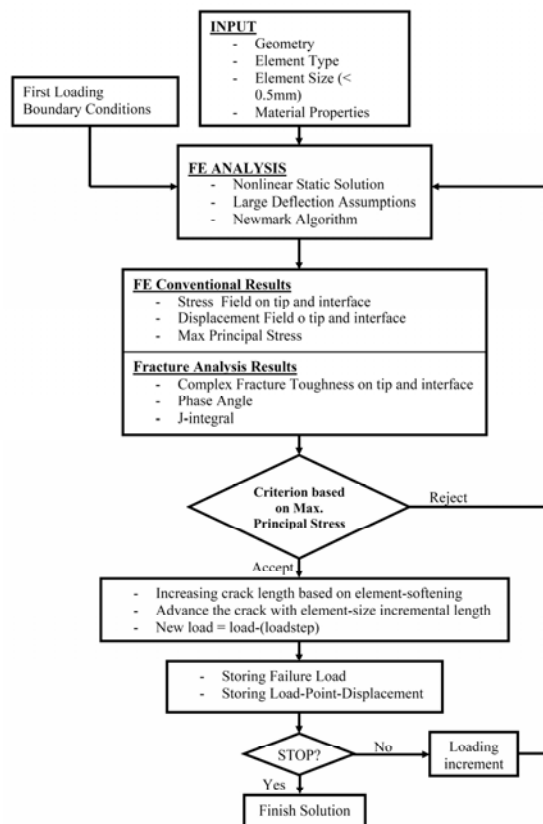 INPUT
- Geometry
- Element Type
- Element Size (<
0.5mm)
- Material Properties
First Loading
Boundary Conditions
FE ANALYSIS
- Nonlinear Static Solution
- Large Deflection Assumptions
- Newmark Algorithm
FE Conventional Results
- Stress Field on tip and interface
- Displacement Field o tip and interface
- Max Principal Stress
Fracture Analysis Results
- Complex Fracture Toughness on tip and interface
- Phase Angle
- J-integral
Criterion based
on Max.
Principal Stress
Reject
Accept
- Increasing crack length based on element-softening
- Advance the crack with element-size incremental length
- New load = load-(loadstep)
- Storing Failure Load
- Storing Load-Point-Displacement
STOP?
No
Loading
increment
Yes
Finish Solution